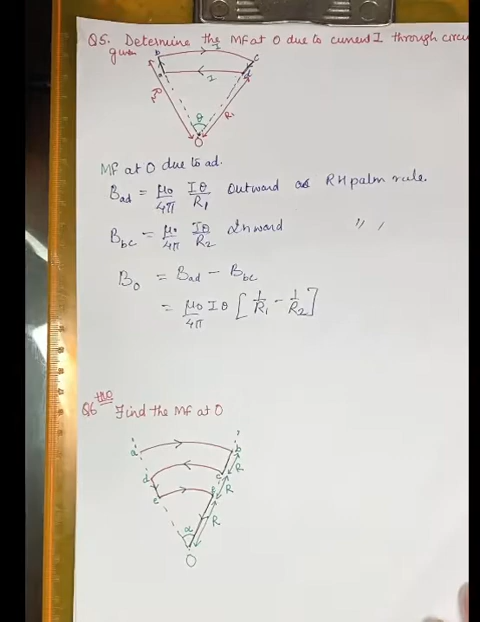 Q5. Determine the MF at O due to current I through circu
given
b I c
a I d
R2 θ R1
O
MF at O due to ad.
Bad = μ0/4π Iθ/R1 Outward as RH palm rule.
Bbc = μ0/4π Iθ/R2 Inward " "
B0 = Bad − Bbc
= μ0/4π Iθ [1/R1 − 1/R2]
Q6 Find the MF at O
a b
d c R
e f R
α R
O